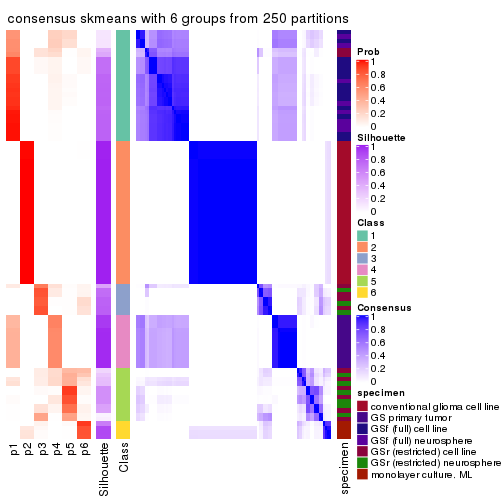 consensus skmeans with 6 groups from 250 partitions
Prob
1
0.8
0.6
0.4
0.2
0
Silhouette
1
0.8
0.6
0.4
0.2
0
Class
1
2
3
4
5
6
Consensus
1
0.8
0.6
0.4
0.2
0
specimen
conventional glioma cell line
GS primary tumor
GSf (full) cell line
GSf (full) neurosphere
GSr (restricted) cell line
GSr (restricted) neurosphere
monolayer culture. ML
p1
p2
p3
p4
p5
p6
Silhouette
Class
specimen